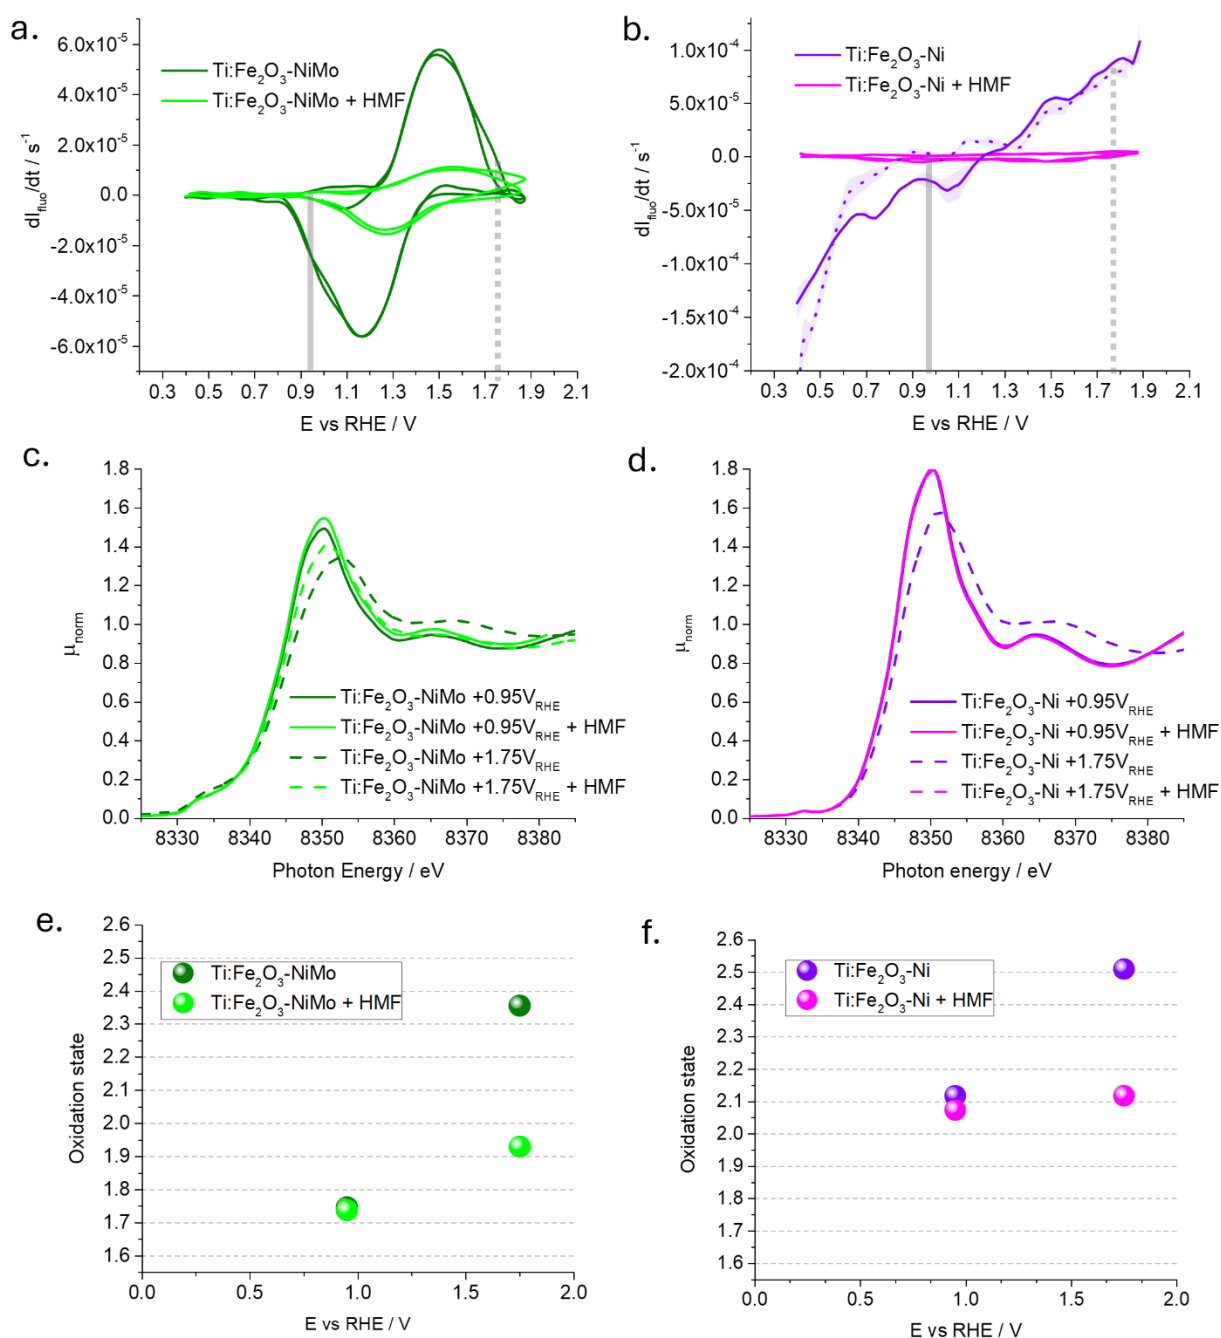 a.
6.0x10⁻⁵
4.0x10⁻⁵
2.0x10⁻⁵
0.0
-2.0x10⁻⁵
-4.0x10⁻⁵
-6.0x10⁻⁵
dI_fluo/dt / s⁻¹
Ti:Fe₂O₃-NiMo
Ti:Fe₂O₃-NiMo + HMF
0.3 0.5 0.7 0.9 1.1 1.3 1.5 1.7 1.9 2.1
E vs RHE / V
b.
1.0x10⁻⁴
5.0x10⁻⁵
0.0
-5.0x10⁻⁵
-1.0x10⁻⁴
-1.5x10⁻⁴
-2.0x10⁻⁴
dI_fluo/dt / s⁻¹
Ti:Fe₂O₃-Ni
Ti:Fe₂O₃-Ni + HMF
0.3 0.5 0.7 0.9 1.1 1.3 1.5 1.7 1.9 2.1
E vs RHE / V
c.
1.8
1.6
1.4
1.2
1.0
0.8
0.6
0.4
0.2
0.0
μ_norm
Ti:Fe₂O₃-NiMo +0.95V_RHE
Ti:Fe₂O₃-NiMo +0.95V_RHE + HMF
Ti:Fe₂O₃-NiMo +1.75V_RHE
Ti:Fe₂O₃-NiMo +1.75V_RHE + HMF
8330 8340 8350 8360 8370 8380
Photon Energy / eV
d.
1.8
1.6
1.4
1.2
1.0
0.8
0.6
0.4
0.2
0.0
μ_norm
Ti:Fe₂O₃-Ni +0.95V_RHE
Ti:Fe₂O₃-Ni +0.95V_RHE + HMF
Ti:Fe₂O₃-Ni +1.75V_RHE
Ti:Fe₂O₃-Ni +1.75V_RHE + HMF
8330 8340 8350 8360 8370 8380
Photon energy / eV
e.
2.6
2.5
2.4
2.3
2.2
2.1
2.0
1.9
1.8
1.7
1.6
Oxidation state
Ti:Fe₂O₃-NiMo
Ti:Fe₂O₃-NiMo + HMF
0.0 0.5 1.0 1.5 2.0
E vs RHE / V
f.
2.6
2.5
2.4
2.3
2.2
2.1
2.0
1.9
1.8
1.7
1.6
Oxidation state
Ti:Fe₂O₃-Ni
Ti:Fe₂O₃-Ni + HMF
0.0 0.5 1.0 1.5 2.0
E vs RHE / V